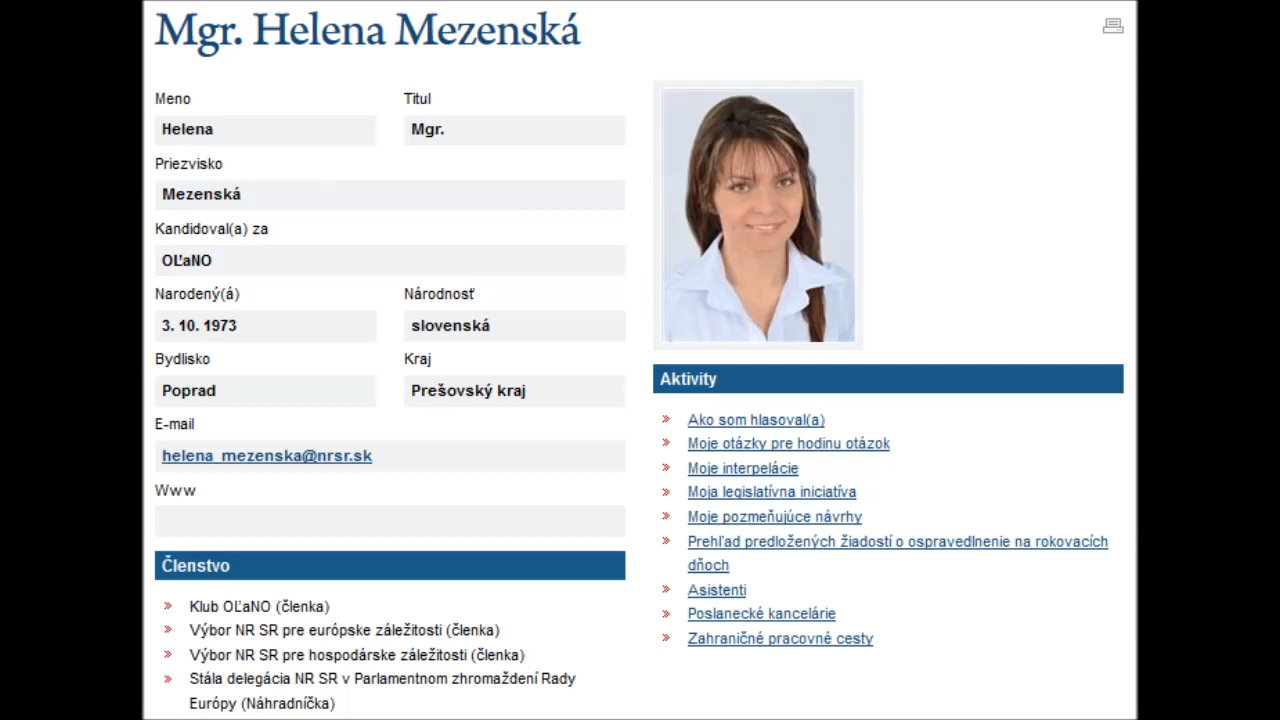 Mgr. Helena Mezenská
Meno
Titul
Helena
Mgr.
Priezvisko
Mezenská
Kandidoval(a) za
OĽaNO
Narodený(á)
Národnosť
3. 10. 1973
slovenská
Bydlisko
Kraj
Poprad
Prešovský kraj
E-mail
helena_mezenska@nrsr.sk
Www
Členstvo
Klub OĽaNO (členka)
Výbor NR SR pre európske záležitosti (členka)
Výbor NR SR pre hospodárske záležitosti (členka)
Stála delegácia NR SR v Parlamentnom zhromaždení Rady
Európy (Náhradníčka)
Aktivity
Ako som hlasoval(a)
Moje otázky pre hodinu otázok
Moje interpelácie
Moja legislatívna iniciatíva
Moje pozmeňujúce návrhy
Prehľad predložených žiadostí o ospravedlnenie na rokovacích
dňoch
Asistenti
Poslanecké kancelárie
Zahraničné pracovné cesty